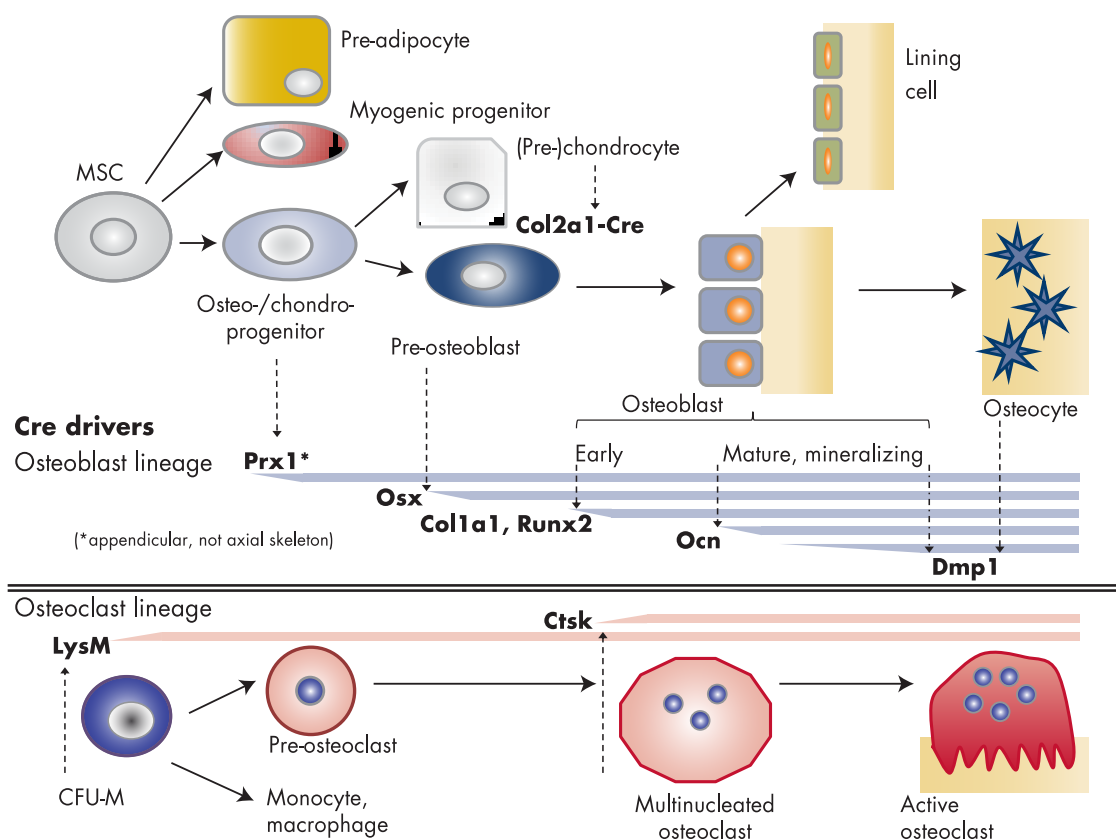 Pre-adipocyte
Lining
cell
Myogenic progenitor
(Pre-)chondrocyte
MSC
Col2a1-Cre
Osteo-/chondro-
progenitor
Pre-osteoblast
Osteoblast
Osteocyte
Cre drivers
Osteoblast lineage
Early
Mature, mineralizing
Prx1*
Osx
Col1a1, Runx2
Ocn
(*appendicular, not axial skeleton)
Dmp1
Osteoclast lineage
Ctsk
LysM
Pre-osteoclast
CFU-M
Monocyte,
macrophage
Multinucleated
osteoclast
Active
osteoclast